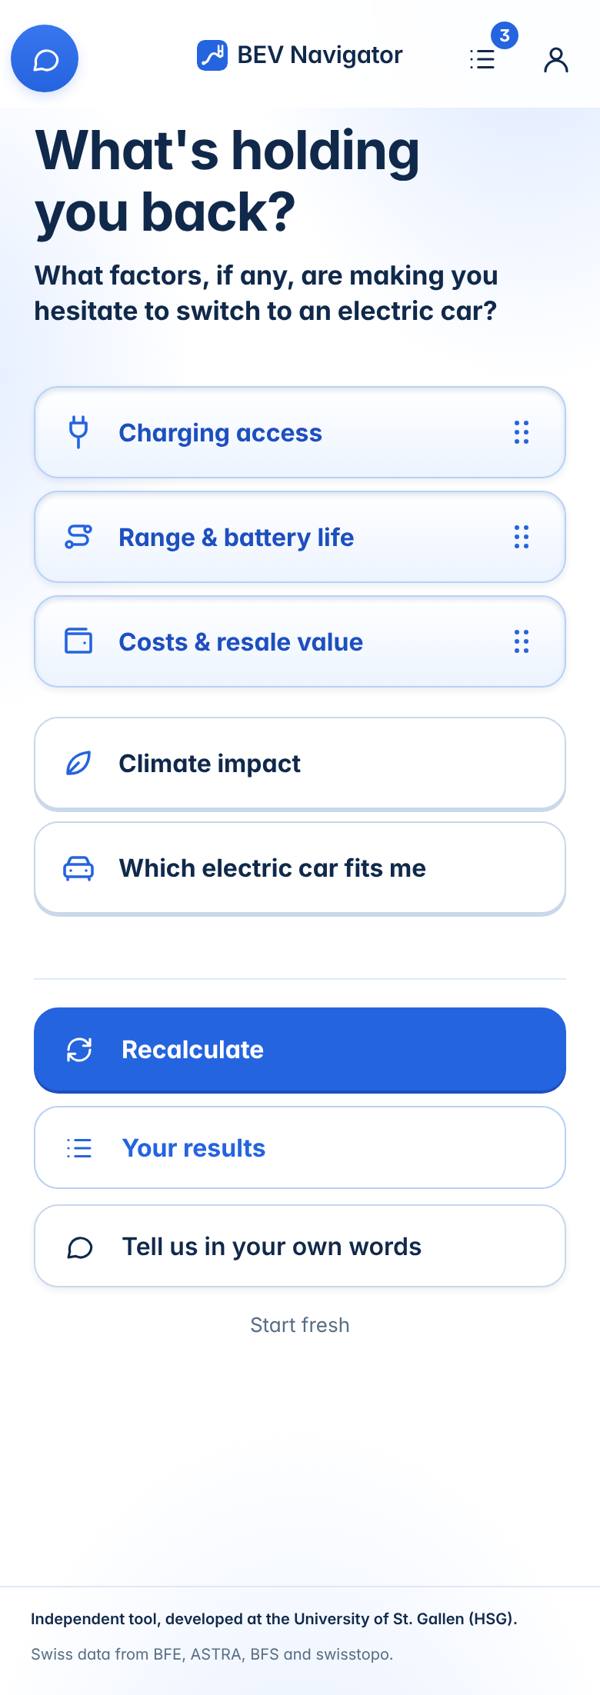 BEV Navigator
3
What's holding
you back?
What factors, if any, are making you
hesitate to switch to an electric car?
Charging access
Range & battery life
Costs & resale value
Climate impact
Which electric car fits me
Recalculate
Your results
Tell us in your own words
Start fresh
Independent tool, developed at the University of St. Gallen (HSG).
Swiss data from BFE, ASTRA, BFS and swisstopo.